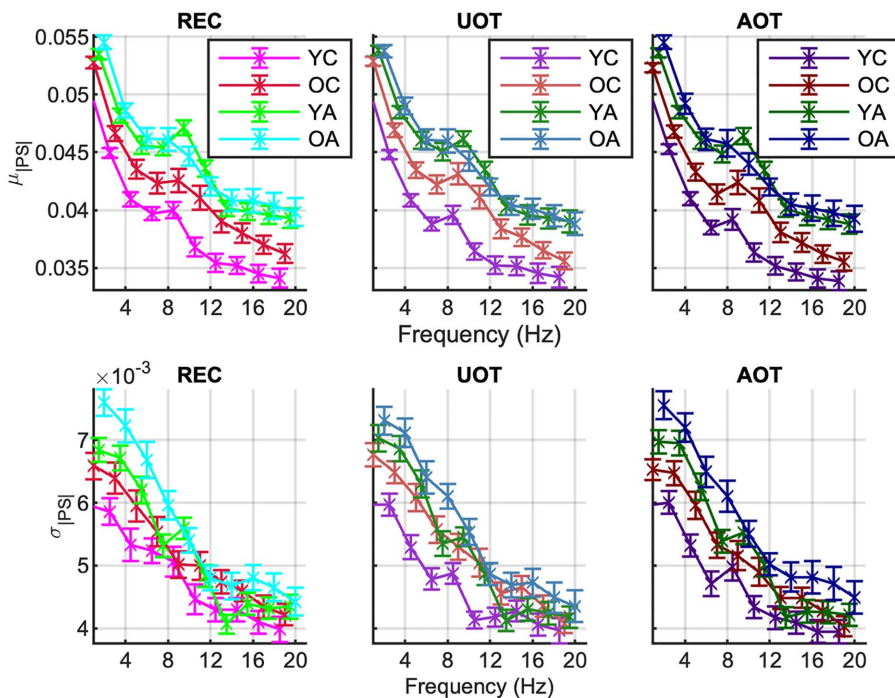 REC UOT AOT
0.055
0.05
0.045
0.04
0.035
μ|PS|
YC
OC
YA
OA
YC
OC
YA
OA
YC
OC
YA
OA
4 8 12 16 20 4 8 12 16 20 4 8 12 16 20
Frequency (Hz)
×10⁻³
REC UOT AOT
7
6
5
4
σ|PS|
4 8 12 16 20 4 8 12 16 20 4 8 12 16 20
Frequency (Hz)